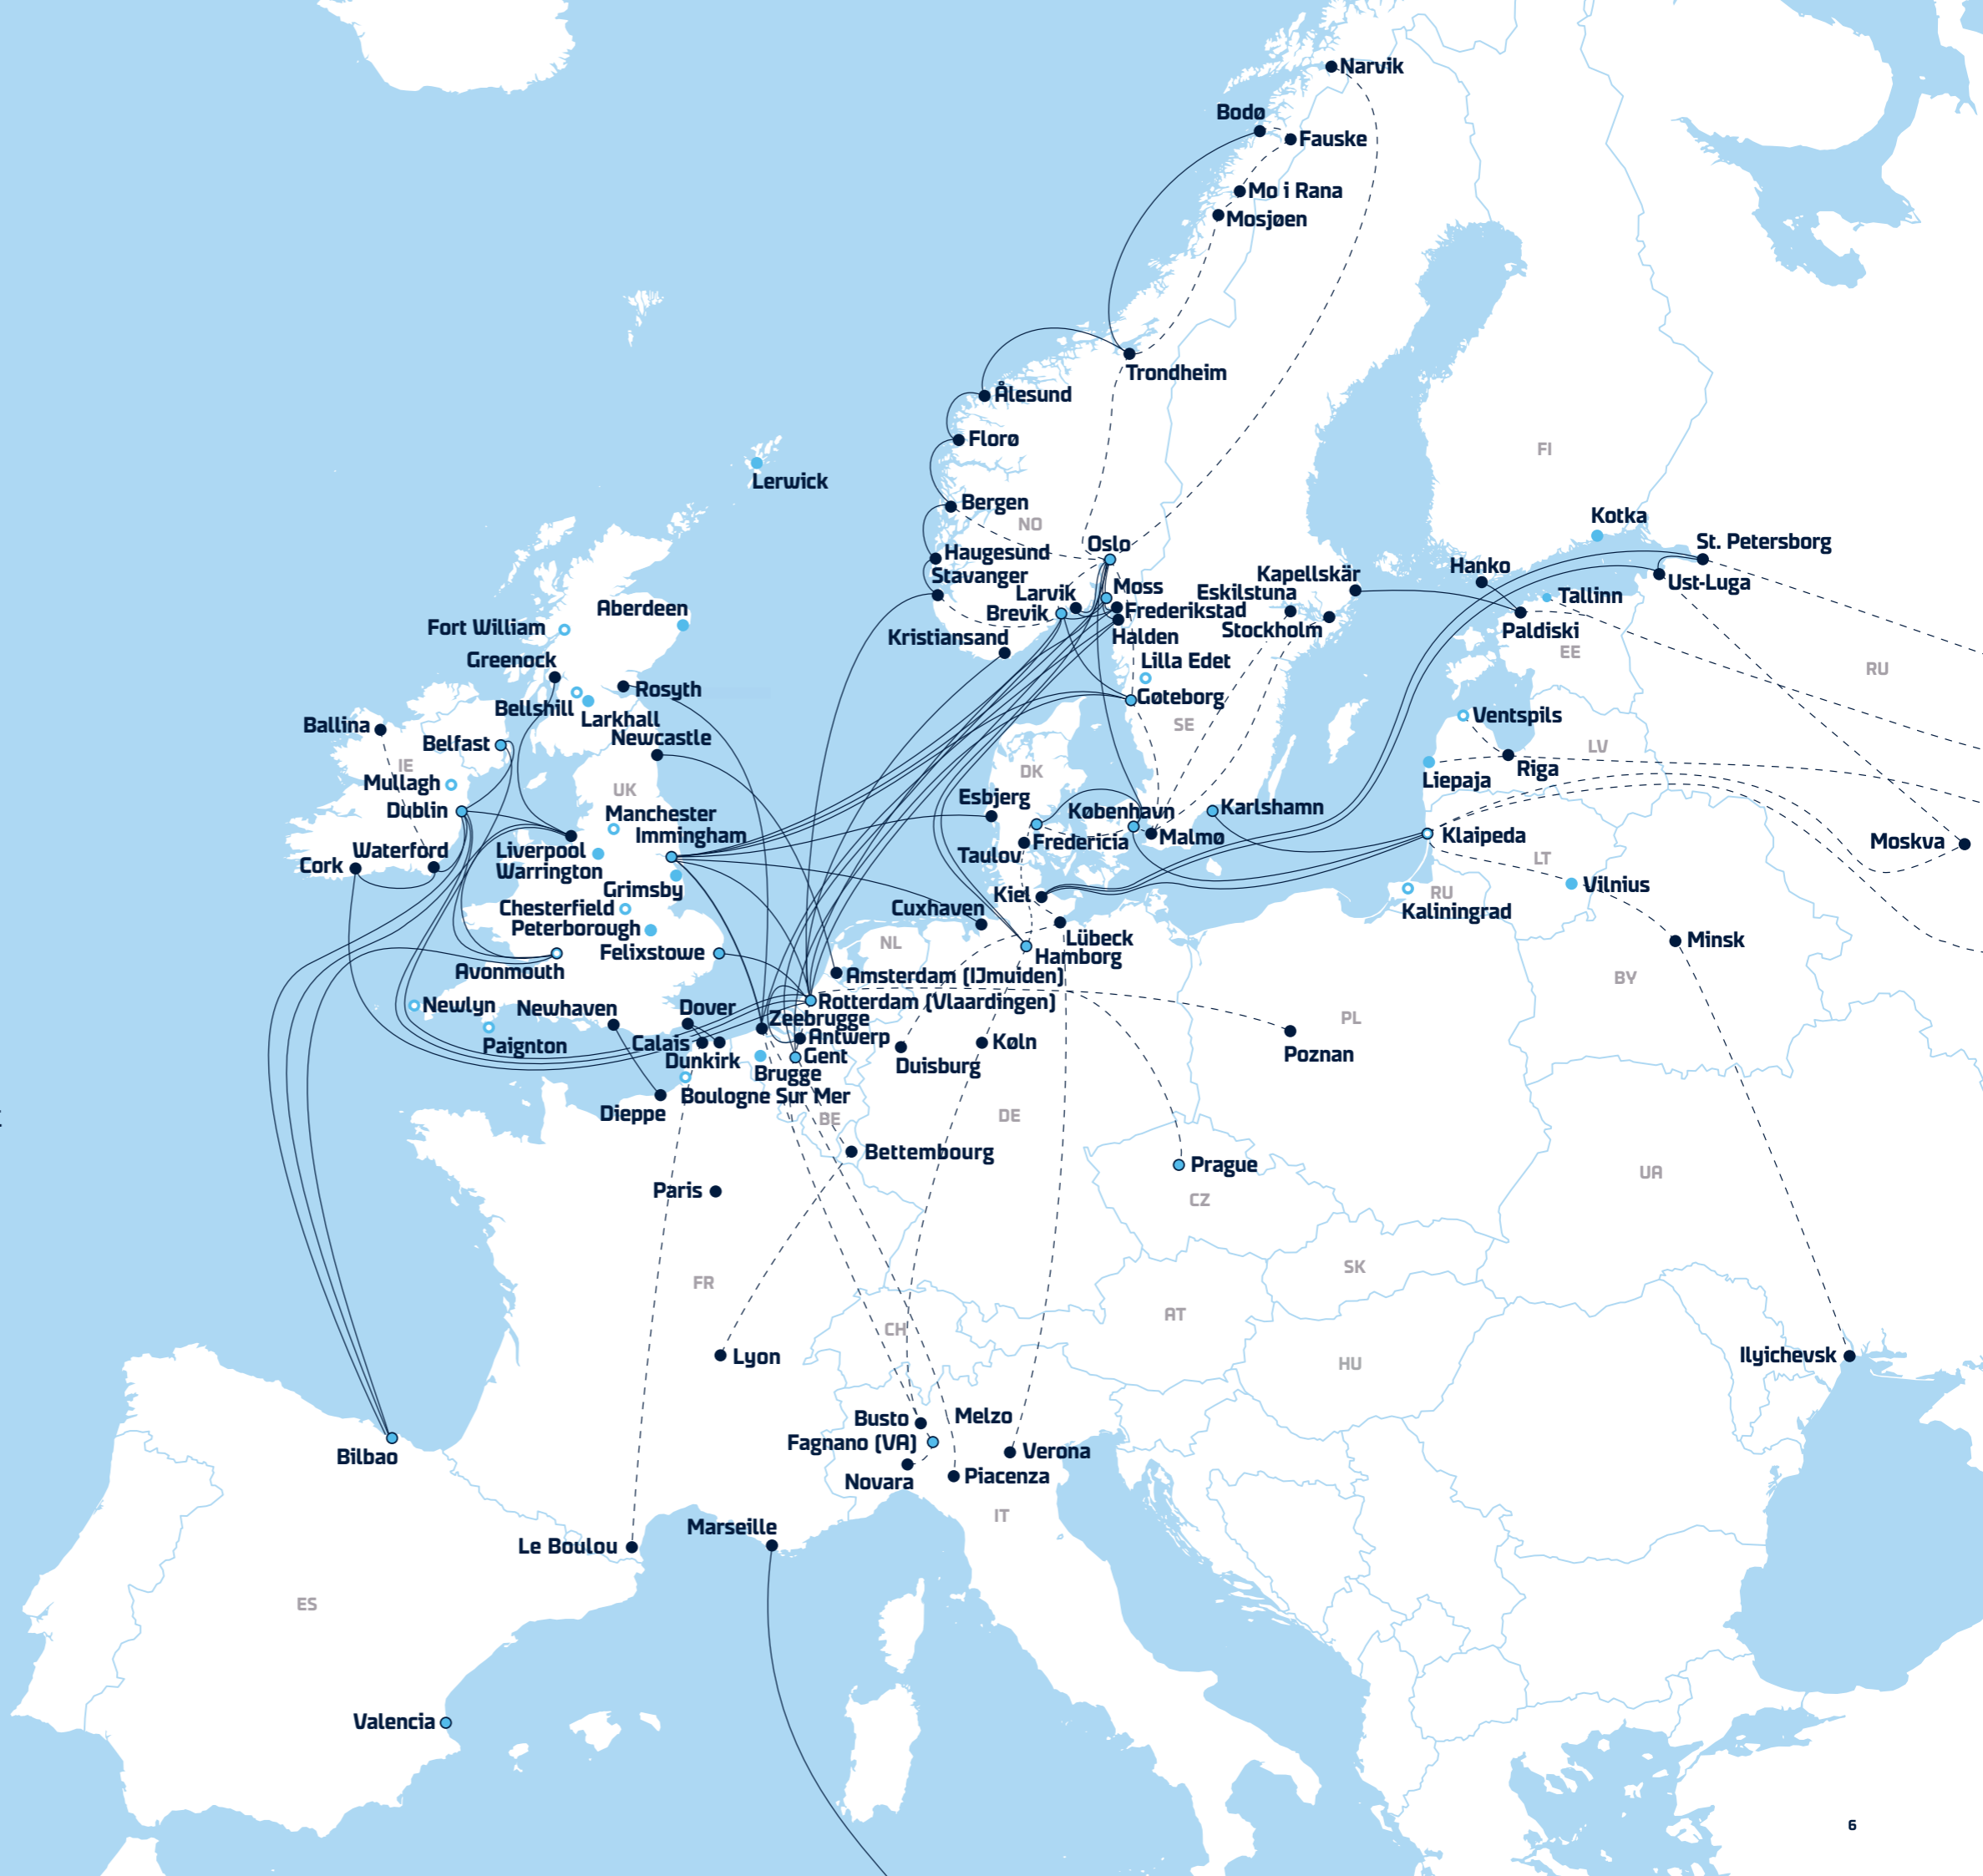 Narvik
Bodø
Fauske
Mo i Rana
Mosjøen
Trondheim
Ålesund
Florø
FI
Lerwick
Bergen
NO
Kotka
Oslo
St. Petersborg
Haugesund
Hanko
Kapellskär
Stavanger
Ust-Luga
Moss
Larvik
Eskilstuna
Tallinn
Aberdeen
Brevik
Frederikstad
Fort William
Stockholm
Paldiski
Kristiansand
Halden
EE
Greenock
Lilla Edet
RU
Rosyth
Gøteborg
Bellshill
Larkhall
Ventspils
Ballina
SE
Newcastle
Belfast
LV
IE
Riga
DK
Liepaja
Mullagh
UK
Esbjerg
Dublin
Manchester
København
Karlshamn
Immingham
Klaipeda
Malmø
Fredericia
Moskva
Waterford
Liverpool
Taulov
LT
Cork
Warrington
Vilnius
Grimsby
Kiel
RU
Chesterfield
Cuxhaven
Kaliningrad
Peterborough
Lübeck
Minsk
NL
Felixstowe
Hamborg
Avonmouth
Amsterdam (IJmuiden)
BY
Rotterdam (Vlaardingen)
Newlyn
Newhaven
Dover
Zeebrugge
PL
Antwerp
Calais
Køln
Paignton
Gent
Poznan
Dunkirk
Duisburg
Brugge
Boulogne Sur Mer
Dieppe
BE
DE
Bettembourg
Prague
UA
Paris
CZ
SK
FR
AT
CH
Lyon
Ilyichevsk
HU
Busto
Melzo
Fagnano (VA)
Verona
Bilbao
Piacenza
Novara
IT
Marseille
Le Boulou
ES
Valencia
6